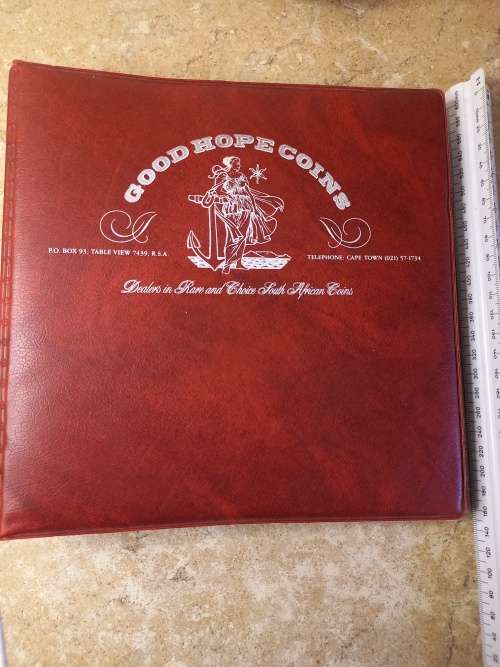 GOOD HOPE COINS
P.O. BOX 93, TABLE VIEW 7439, R.S.A
TELEPHONE: CAPE TOWN (021) 57-1734
Dealers in Rare and Choice South African Coins